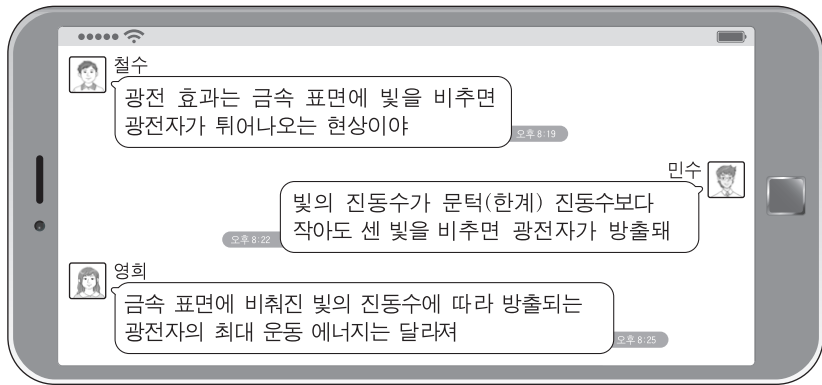 철수
광전 효과는 금속 표면에 빛을 비추면
광전자가 튀어나오는 현상이야
오후 8:19
민수
빛의 진동수가 문턱(한계) 진동수보다
작아도 센 빛을 비추면 광전자가 방출돼
오후 8:22
영희
금속 표면에 비춰진 빛의 진동수에 따라 방출되는
광전자의 최대 운동 에너지는 달라져
오후 8:25